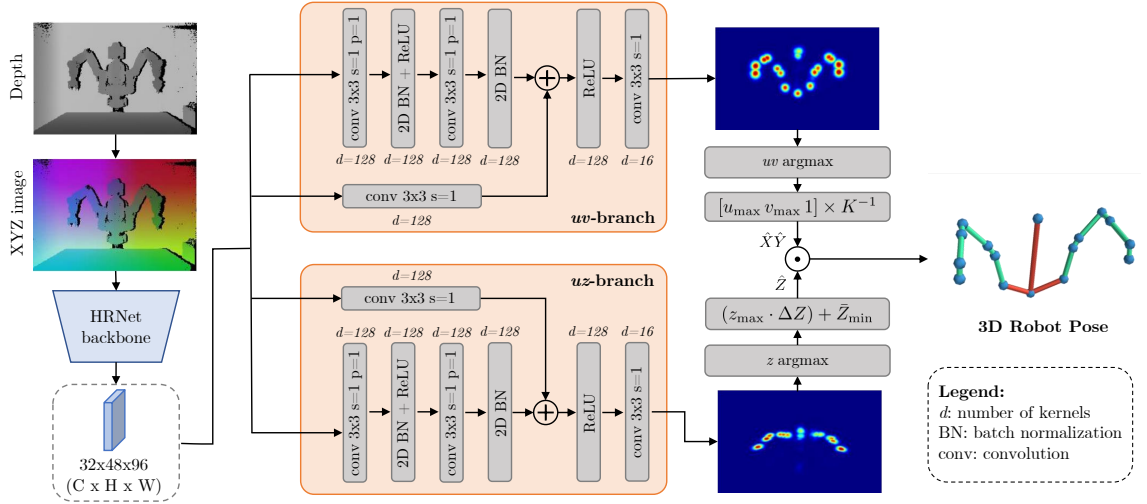 Depth
XYZ image
HRNet
backbone
32x48x96
(C x H x W)
conv 3x3 s=1 p=1
2D BN + ReLU
conv 3x3 s=1 p=1
2D BN
ReLU
conv 3x3 s=1
d=128
d=128
d=128
d=128
d=128
d=16
conv 3x3 s=1
d=128
uv-branch
d=128
uz-branch
conv 3x3 s=1
d=128
d=128
d=128
d=128
d=128
d=16
conv 3x3 s=1 p=1
2D BN + ReLU
conv 3x3 s=1 p=1
2D BN
ReLU
conv 3x3 s=1
uv argmax
[u_max v_max 1] × K⁻¹
X̂Ŷ
Ẑ
(z_max · ΔZ) + Z̄_min
z argmax
3D Robot Pose
Legend:
d: number of kernels
BN: batch normalization
conv: convolution